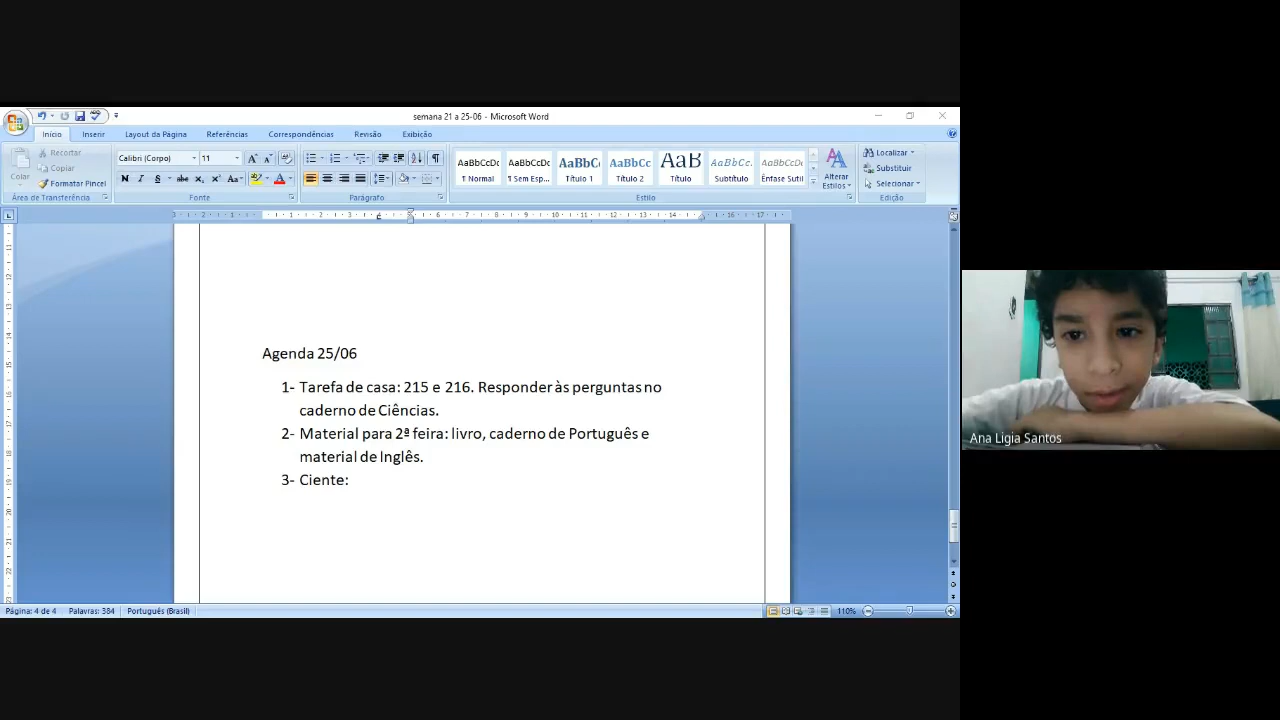 semana 21 a 25-06 - Microsoft Word
Início Inserir Layout da Página Referências Correspondências Revisão Exibição
Colar
Recortar
Copiar
Formatar Pincel
Área de Transferência
Calibri (Corpo) 11
N I S abc x₂ x² Aa A
Fonte
Parágrafo
AaBbCcDc AaBbCcDc AaBbC AaBbCc AaB AaBbCc. AaBbCcDc
¶ Normal ¶ Sem Esp... Título 1 Título 2 Título Subtítulo Ênfase Sutil
Alterar Estilos
Estilo
Localizar
Substituir
Selecionar
Edição
Agenda 25/06
1- Tarefa de casa: 215 e 216. Responder às perguntas no
caderno de Ciências.
2- Material para 2ª feira: livro, caderno de Português e
material de Inglês.
3- Ciente:
Ana Ligia Santos
Página: 4 de 4 Palavras: 384 Português (Brasil) 110%